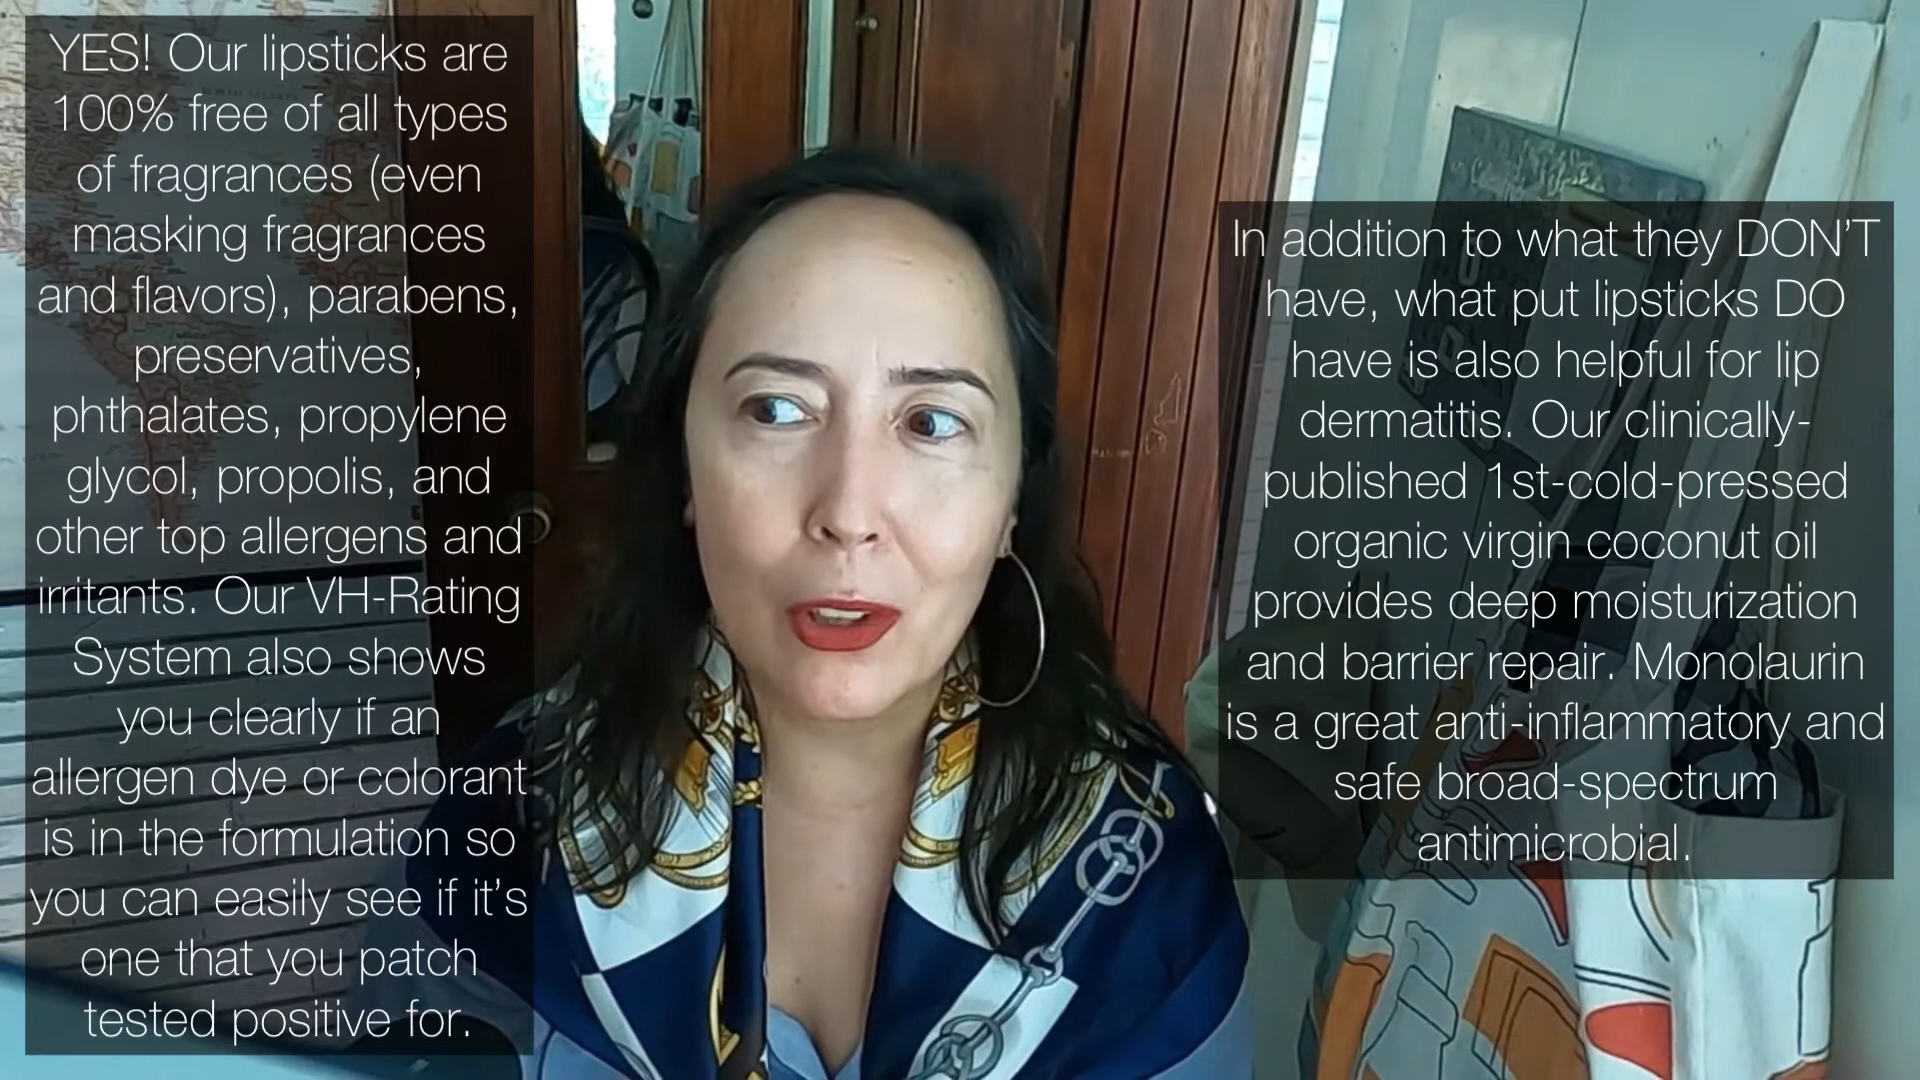 YES! Our lipsticks are
100% free of all types
of fragrances (even
masking fragrances
and flavors), parabens,
preservatives,
phthalates, propylene
glycol, propolis, and
other top allergens and
irritants. Our VH-Rating
System also shows
you clearly if an
allergen dye or colorant
is in the formulation so
you can easily see if it's
one that you patch
tested positive for.
In addition to what they DON'T
have, what put lipsticks DO
have is also helpful for lip
dermatitis. Our clinically-
published 1st-cold-pressed
organic virgin coconut oil
provides deep moisturization
and barrier repair. Monolaurin
is a great anti-inflammatory and
safe broad-spectrum
antimicrobial.